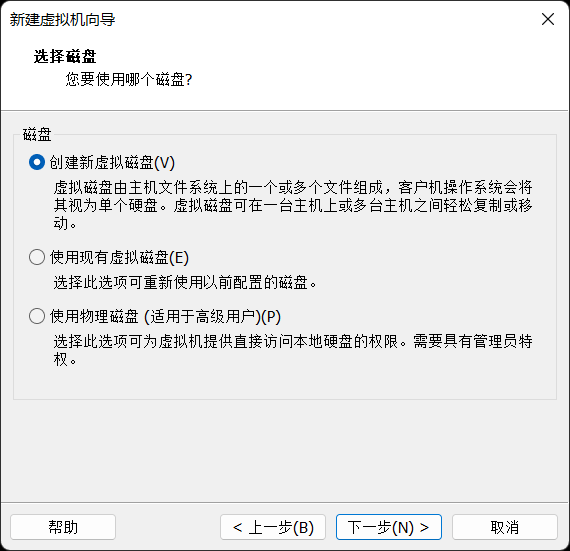 新建虚拟机向导
选择磁盘
您要使用哪个磁盘?
磁盘
创建新虚拟磁盘(V)
虚拟磁盘由主机文件系统上的一个或多个文件组成，客户机操作系统会将
其视为单个硬盘。虚拟磁盘可在一台主机上或多台主机之间轻松复制或移
动。
使用现有虚拟磁盘(E)
选择此选项可重新使用以前配置的磁盘。
使用物理磁盘 (适用于高级用户)(P)
选择此选项可为虚拟机提供直接访问本地硬盘的权限。需要具有管理员特
权。
帮助
< 上一步(B)
下一步(N) >
取消